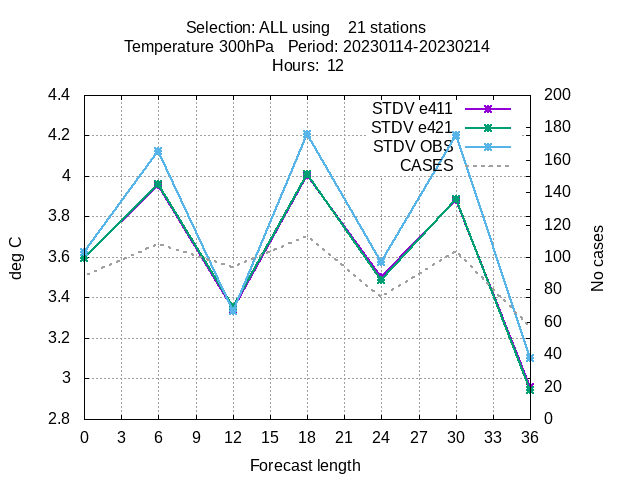 Selection: ALL using    21 stations
Temperature 300hPa   Period: 20230114-20230214
Hours:  12
STDV e411
STDV e421
STDV OBS
CASES
deg C
4.4
4.2
4
3.8
3.6
3.4
3.2
3
2.8
200
180
160
140
120
100
80
60
40
20
0
No cases
0 3 6 9 12 15 18 21 24 27 30 33 36
Forecast length